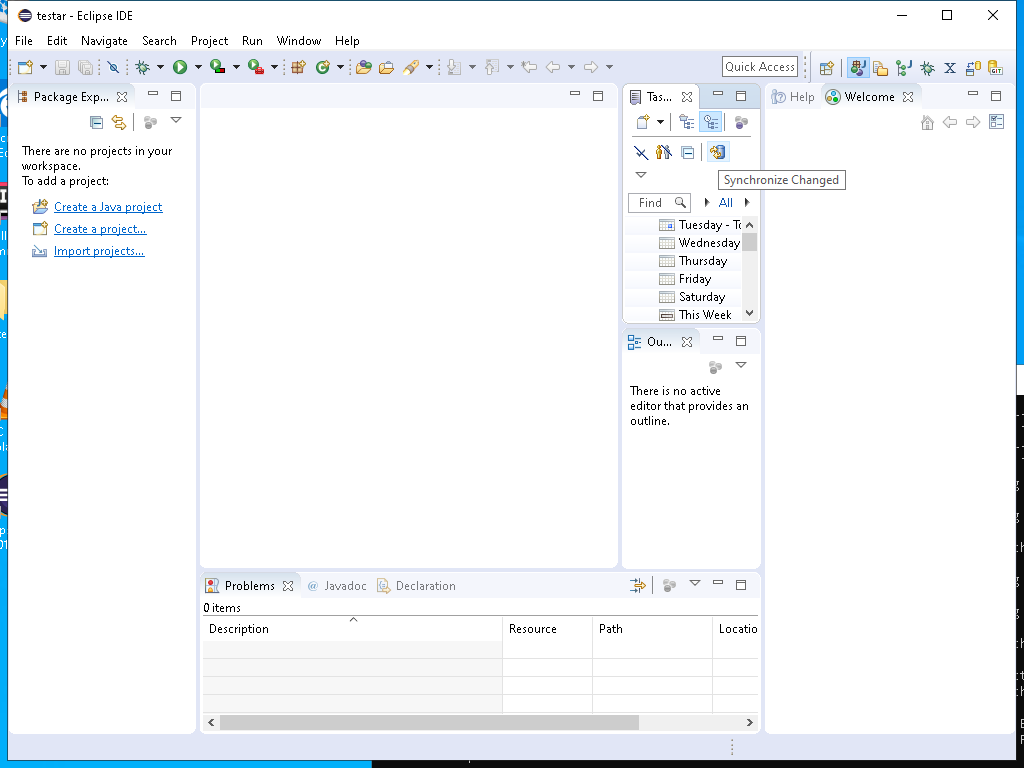 testar - Eclipse IDE
File Edit Navigate Search Project Run Window Help
Quick Access
Package Exp...
There are no projects in your
workspace.
To add a project:
Create a Java project
Create a project...
Import projects...
Tas...
Synchronize Changed
Find
All
Tuesday - To
Wednesday
Thursday
Friday
Saturday
This Week
Ou...
There is no active
editor that provides an
outline.
Help
Welcome
Problems
@ Javadoc
Declaration
0 items
Description Resource Path Locatio